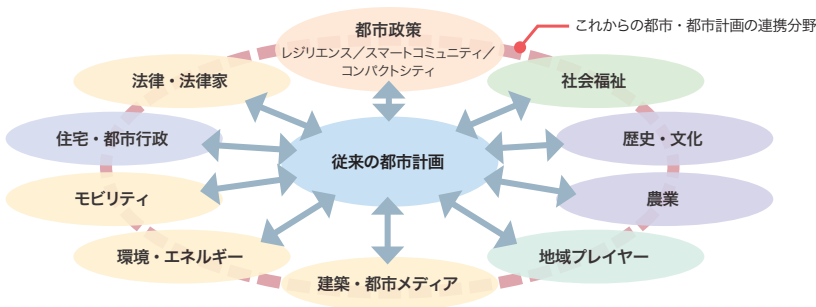 都市政策
レジリエンス／スマートコミュニティ／
コンパクトシティ
これからの都市・都市計画の連携分野
法律・法律家
社会福祉
住宅・都市行政
歴史・文化
従来の都市計画
モビリティ
農業
環境・エネルギー
地域プレイヤー
建築・都市メディア